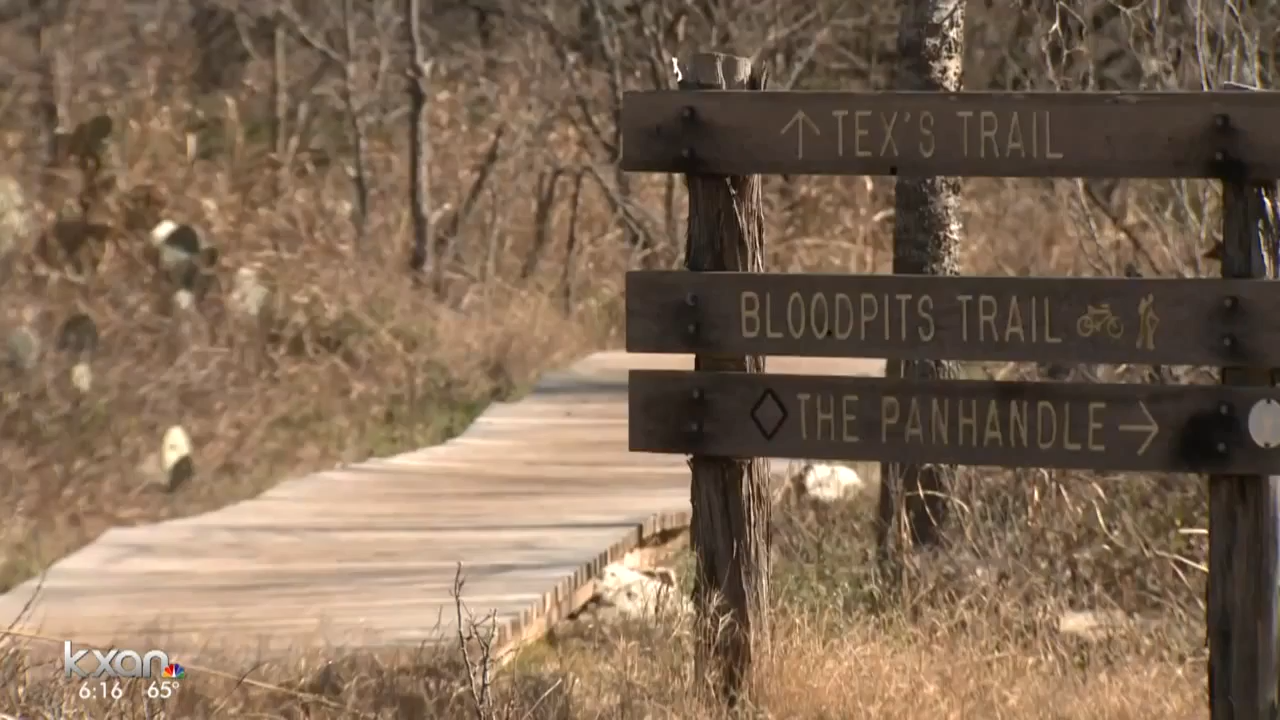 ↑ TEX'S TRAIL
BLOODPITS TRAIL
THE PANHANDLE →
kxan
6:16 65°